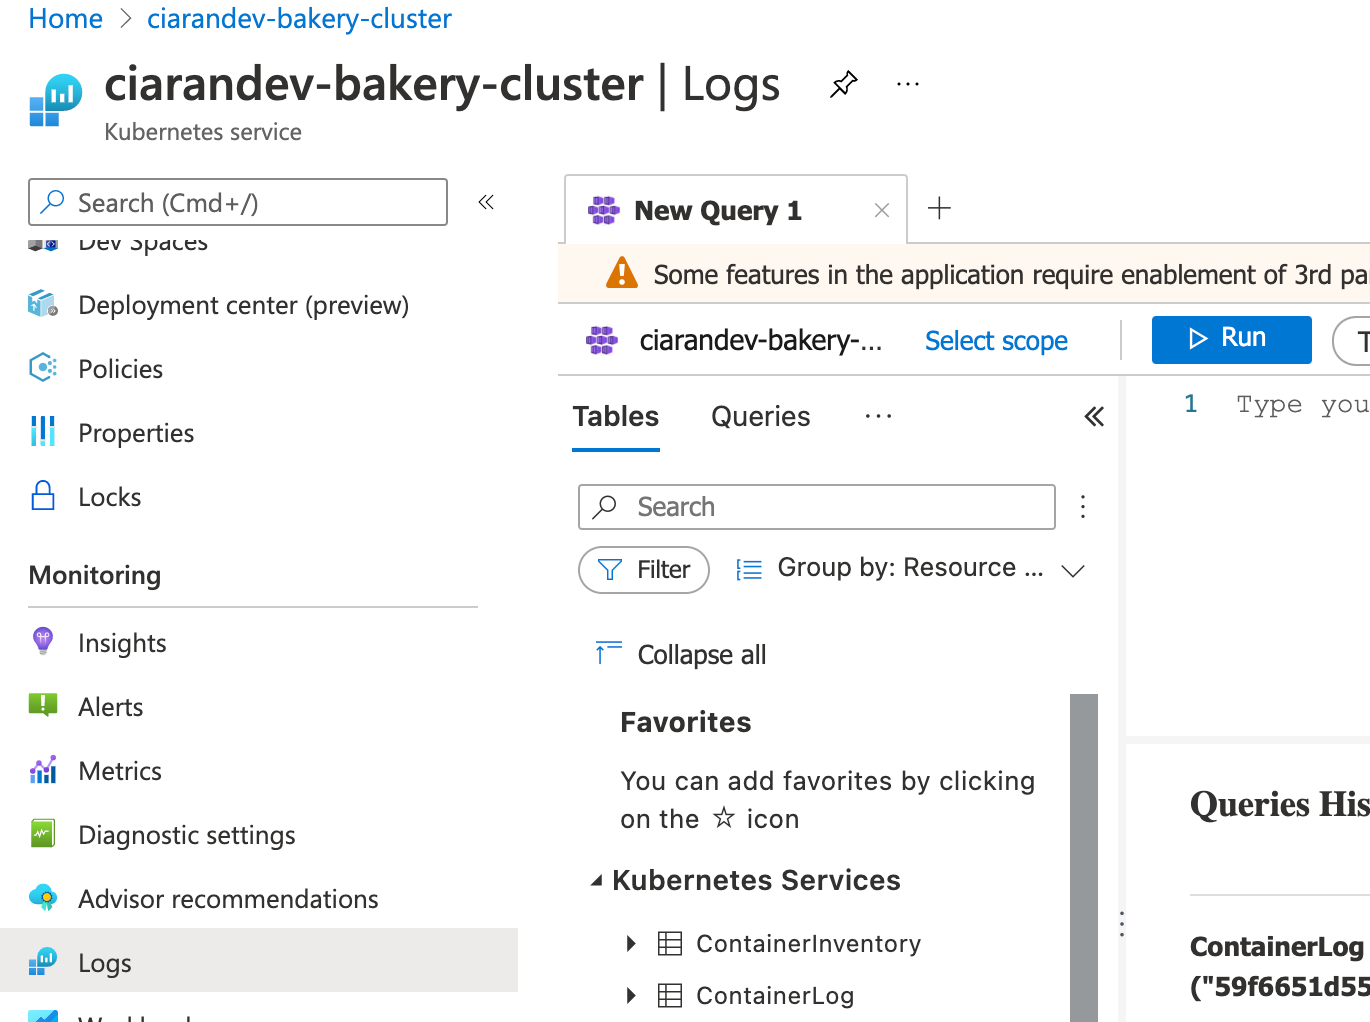 Home > ciarandev-bakery-cluster
ciarandev-bakery-cluster | Logs
Kubernetes service
Search (Cmd+/)
Dev Spaces
Deployment center (preview)
Policies
Properties
Locks
Monitoring
Insights
Alerts
Metrics
Diagnostic settings
Advisor recommendations
Logs
New Query 1
Some features in the application require enablement of 3rd
ciarandev-bakery-...
Select scope
Run
Tables
Queries
1
Type
Search
Filter
Group by: Resource ...
Collapse all
Favorites
You can add favorites by clicking
on the ☆ icon
Kubernetes Services
ContainerInventory
ContainerLog
Queries
ContainerLog
("59f6651d55